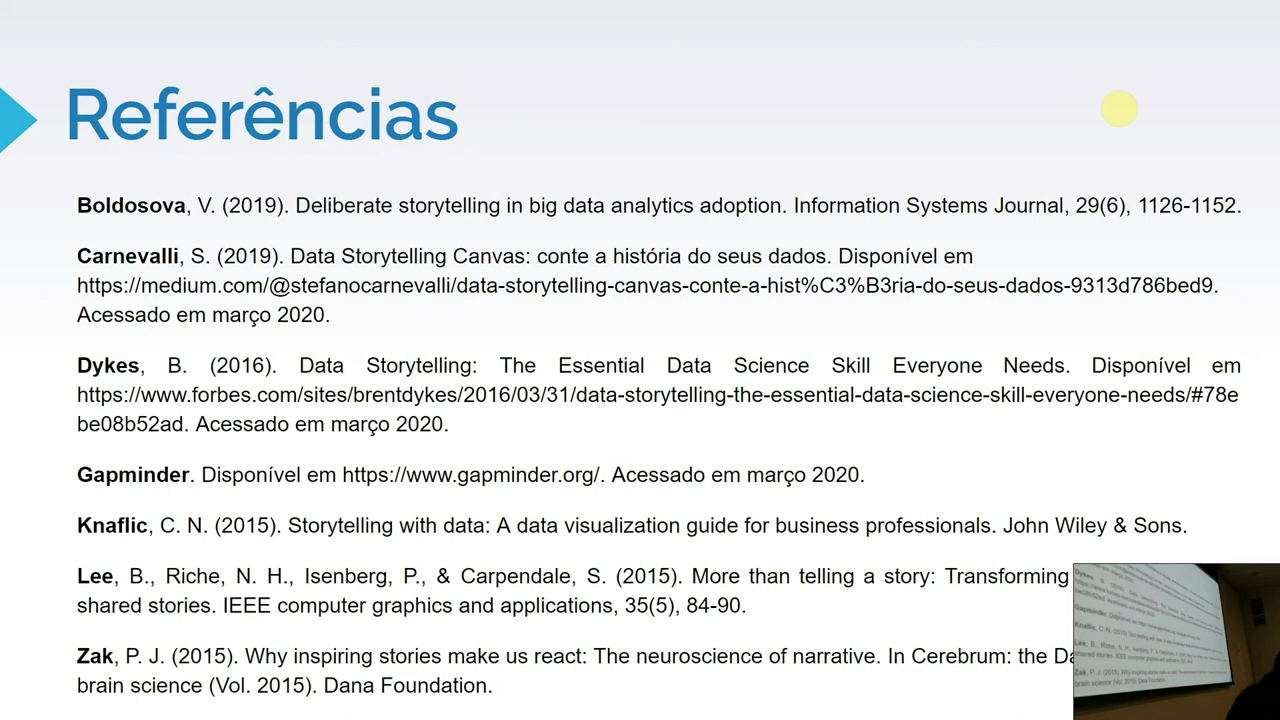 Referências
Boldosova, V. (2019). Deliberate storytelling in big data analytics adoption. Information Systems Journal, 29(6), 1126-1152.
Carnevalli, S. (2019). Data Storytelling Canvas: conte a história do seus dados. Disponível em
https://medium.com/@stefanocarnevalli/data-storytelling-canvas-conte-a-hist%C3%B3ria-do-seus-dados-9313d786bed9.
Acessado em março 2020.
Dykes, B. (2016). Data Storytelling: The Essential Data Science Skill Everyone Needs. Disponível em
https://www.forbes.com/sites/brentdykes/2016/03/31/data-storytelling-the-essential-data-science-skill-everyone-needs/#78e
be08b52ad. Acessado em março 2020.
Gapminder. Disponível em https://www.gapminder.org/. Acessado em março 2020.
Knaflic, C. N. (2015). Storytelling with data: A data visualization guide for business professionals. John Wiley & Sons.
Lee, B., Riche, N. H., Isenberg, P., & Carpendale, S. (2015). More than telling a story: Transforming
shared stories. IEEE computer graphics and applications, 35(5), 84-90.
Zak, P. J. (2015). Why inspiring stories make us react: The neuroscience of narrative. In Cerebrum: the
brain science (Vol. 2015). Dana Foundation.